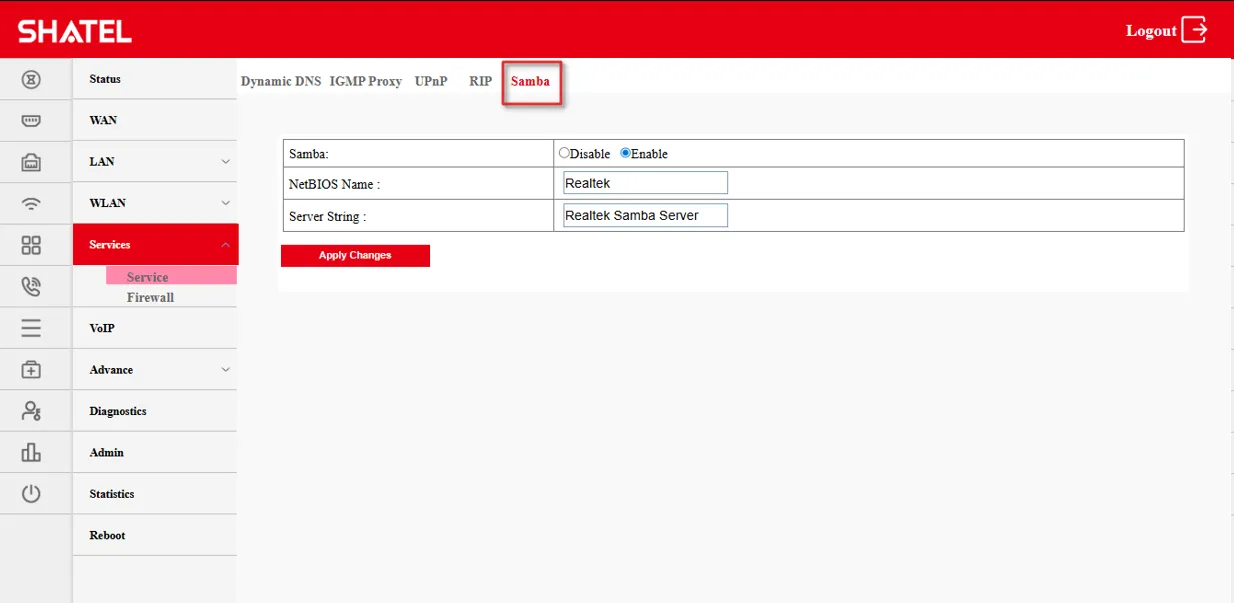 SHATEL
Logout
Status
WAN
LAN
WLAN
Services
Service
Firewall
VoIP
Advance
Diagnostics
Admin
Statistics
Reboot
Dynamic DNS IGMP Proxy UPnP RIP Samba
Samba: Disable Enable
NetBIOS Name : Realtek
Server String : Realtek Samba Server
Apply Changes